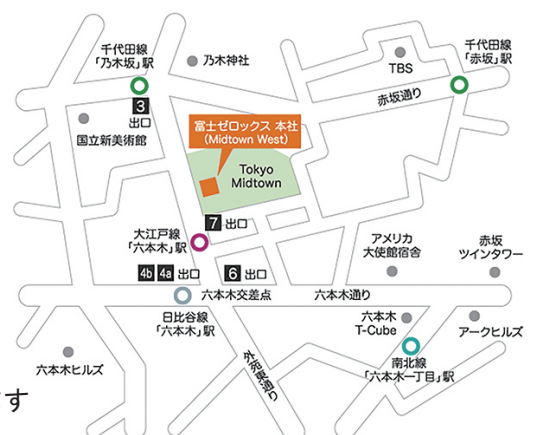 千代田線
「乃木坂」駅
乃木神社
TBS
千代田線
「赤坂」駅
赤坂通り
3
出口
国立新美術館
富士ゼロックス 本社
(Midtown West)
Tokyo
Midtown
7 出口
大江戸線
「六本木」駅
4b 4a 出口
6 出口
アメリカ
大使館宿舎
赤坂
ツインタワー
六本木交差点
六本木通り
日比谷線
「六本木」駅
六本木
T-Cube
アークヒルズ
六本木ヒルズ
外苑東通り
南北線
「六本木一丁目」駅
す